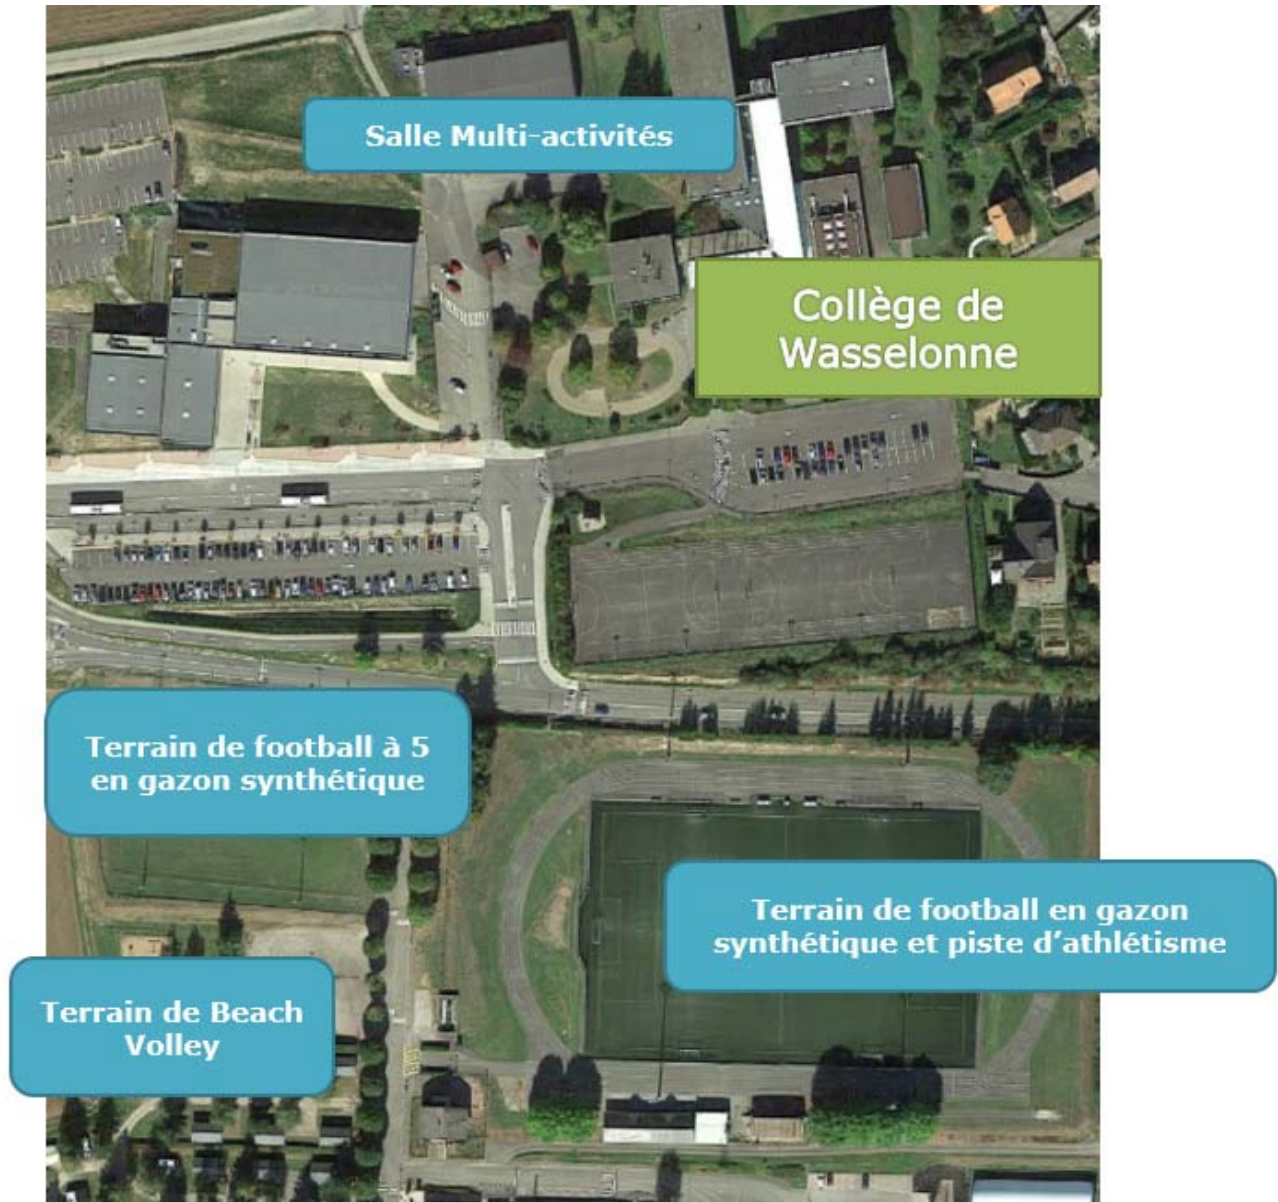 Salle Multi-activités
Collège de
Wasselonne
Terrain de football à 5
en gazon synthétique
Terrain de football en gazon
synthétique et piste d'athlétisme
Terrain de Beach
Volley